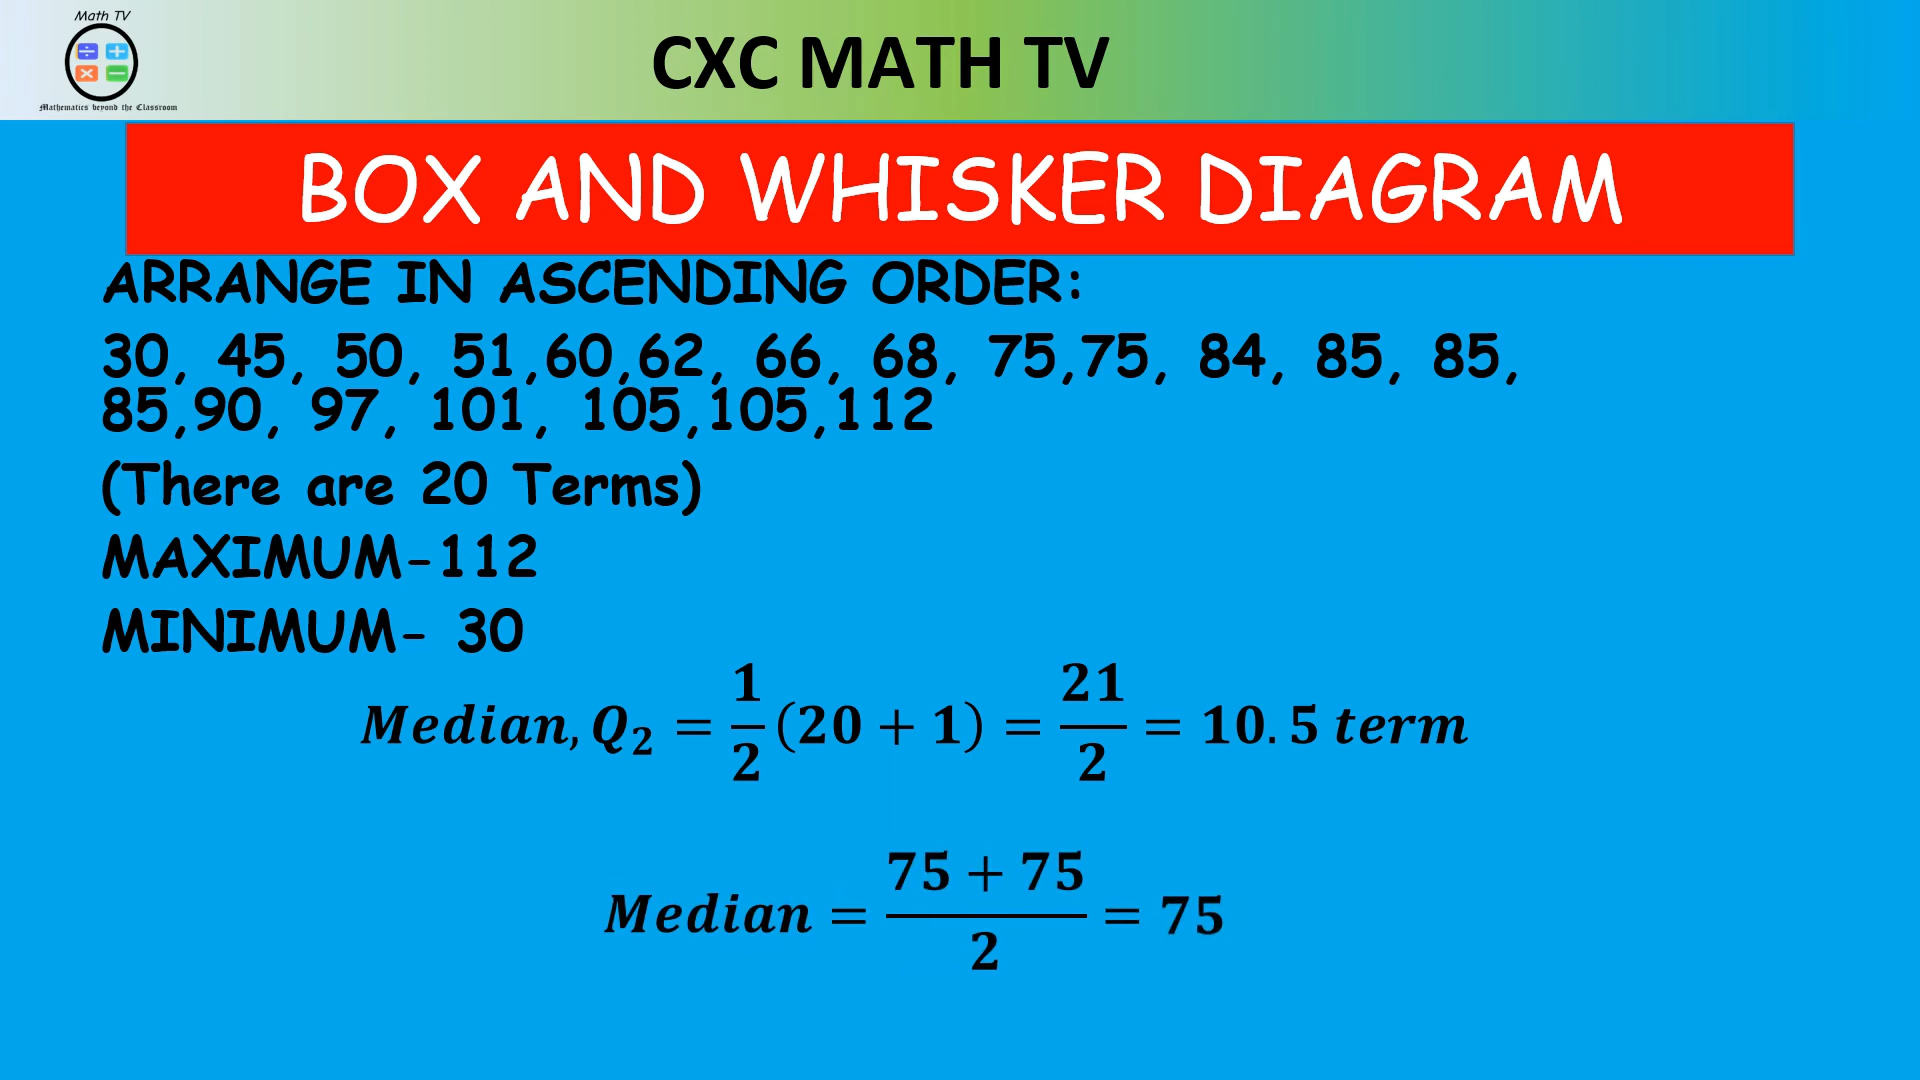 Math TV
÷ +
× −
Mathematics beyond the Classroom
CXC MATH TV
BOX AND WHISKER DIAGRAM
ARRANGE IN ASCENDING ORDER:
30, 45, 50, 51,60,62, 66, 68, 75,75, 84, 85, 85,
85,90, 97, 101, 105,105,112
(There are 20 Terms)
MAXIMUM-112
MINIMUM- 30
Median, Q₂ = 1/2 (20 + 1) = 21/2 = 10.5 term
Median = (75 + 75)/2 = 75